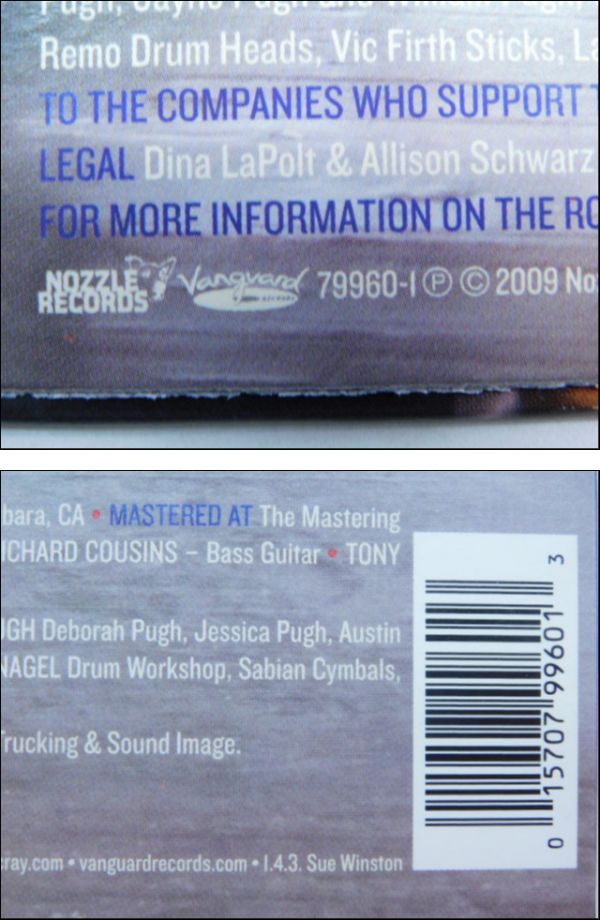 Remo Drum Heads, Vic Firth Sticks,
TO THE COMPANIES WHO SUPPORT
LEGAL Dina LaPolt & Allison Schwarz
FOR MORE INFORMATION ON THE
NOZZLE
RECORDS
Vanguard
RECORDS
79960-1 Ⓟ © 2009
bara, CA • MASTERED AT The Mastering
ICHARD COUSINS – Bass Guitar • TONY
UGH Deborah Pugh, Jessica Pugh, Austin
NAGEL Drum Workshop, Sabian Cymbals,
Trucking & Sound Image.
cray.com • vanguardrecords.com • I.4.3. Sue Winston
0 15707 99601 3